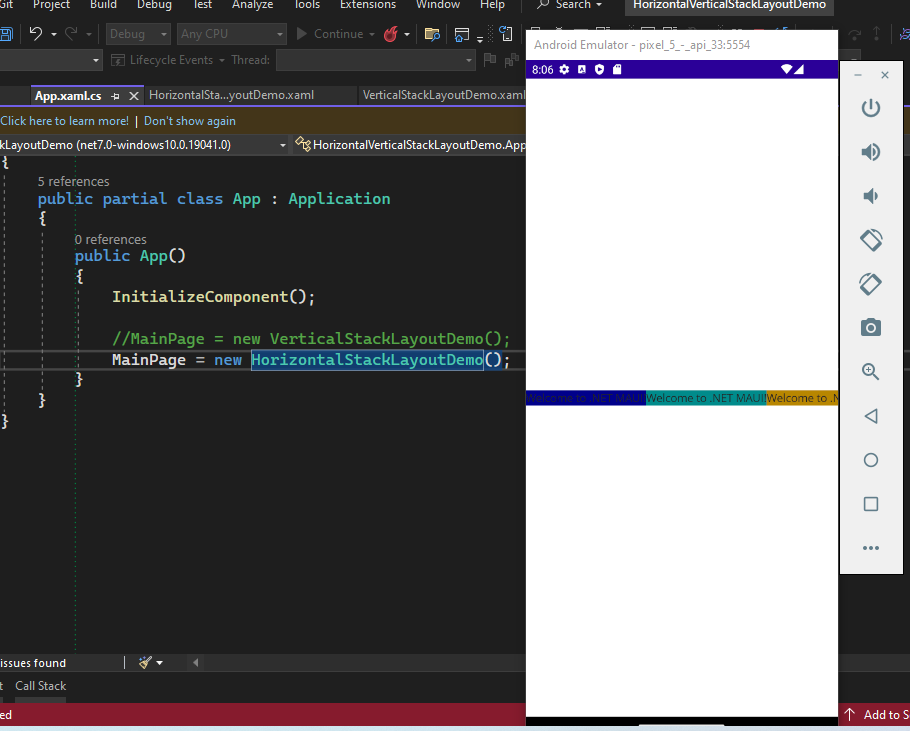 Git Project Build Debug Test Analyze Tools Extensions Window Help Search HorizontalVerticalStackLayoutDemo
Debug Any CPU Continue
Lifecycle Events Thread:
App.xaml.cs HorizontalSta...youtDemo.xaml VerticalStackLayoutDemo.xaml
Click here to learn more! | Don't show again
kLayoutDemo (net7.0-windows10.0.19041.0) HorizontalVerticalStackLayoutDemo.App
{
5 references
public partial class App : Application
{
0 references
public App()
{
InitializeComponent();
//MainPage = new VerticalStackLayoutDemo();
MainPage = new HorizontalStackLayoutDemo();
}
}
}
issues found
t Call Stack
ed
Add to S
Android Emulator - pixel_5_-_api_33:5554
8:06
Welcome to .NET MAUI! Welcome to .NET MAUI! Welcome to .N